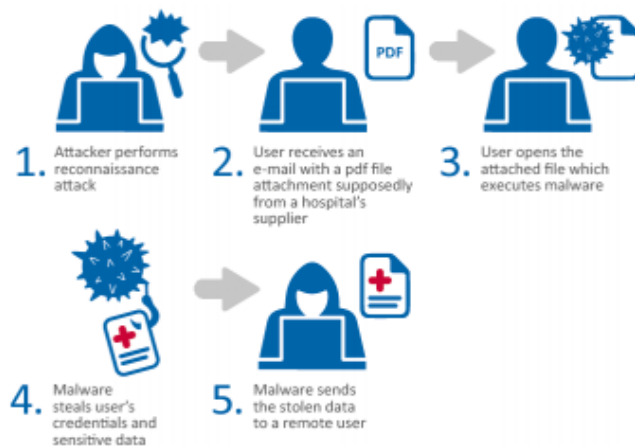 PDF
1. Attacker performs
reconnaissance
attack
2. User receives an
e-mail with a pdf file
attachment supposedly
from a hospital's
supplier
3. User opens the
attached file which
executes malware
4. Malware
steals user's
credentials and
sensitive data
5. Malware sends
the stolen data
to a remote user